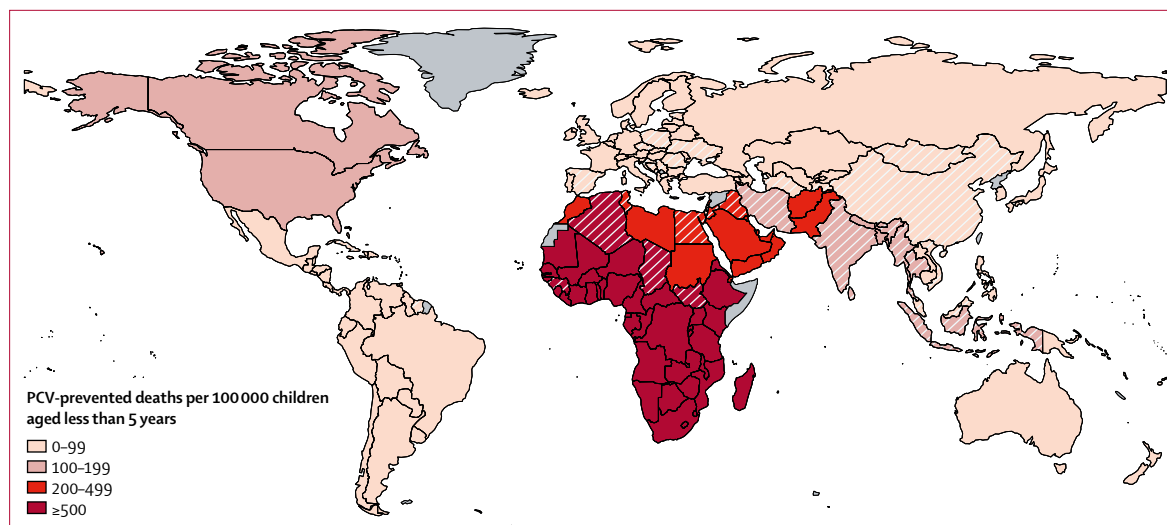 PCV-prevented deaths per 100 000 children
aged less than 5 years
0–99
100–199
200–499
≥500